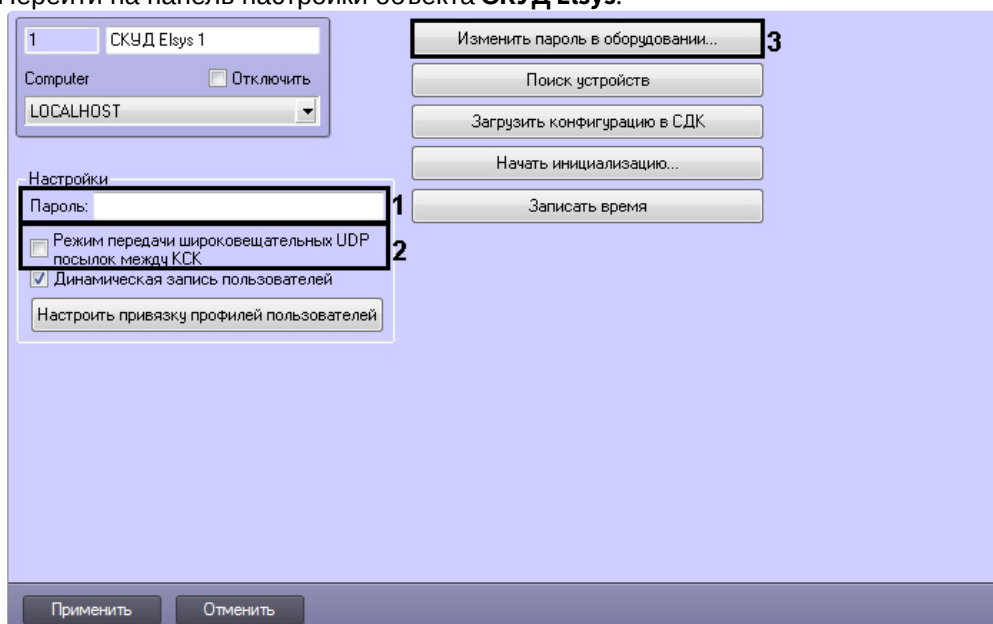 Перейти на панель настройки объекта СКУД Elsys.
1 СКУД Elsys 1
Computer Отключить
LOCALHOST
Настройки
Пароль: 1
Режим передачи широковещательных UDP
посылок между КСК 2
Динамическая запись пользователей
Настроить привязку профилей пользователей
Изменить пароль в оборудовании... 3
Поиск устройств
Загрузить конфигурацию в СДК
Начать инициализацию...
Записать время
Применить Отменить